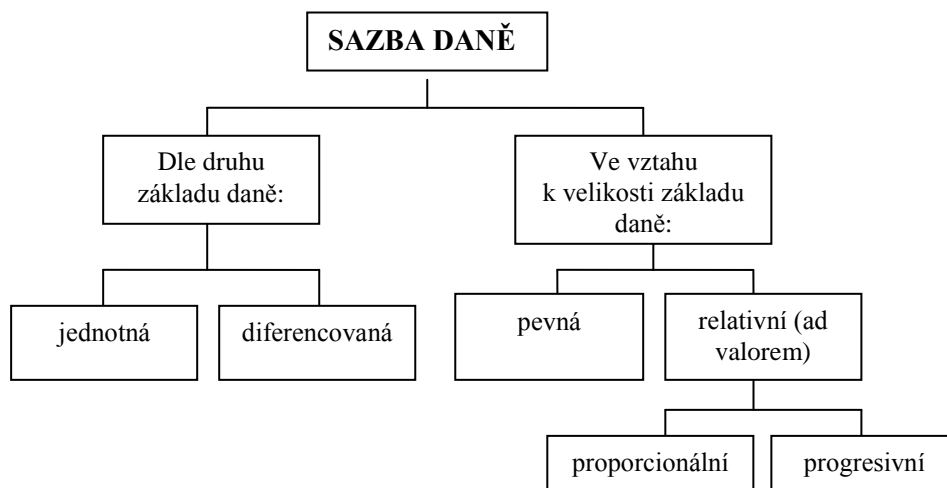 SAZBA DANĚ
Dle druhu
základu daně:
Ve vztahu
k velikosti základu
daně:
jednotná
diferencovaná
pevná
relativní (ad
valorem)
proporcionální
progresivní